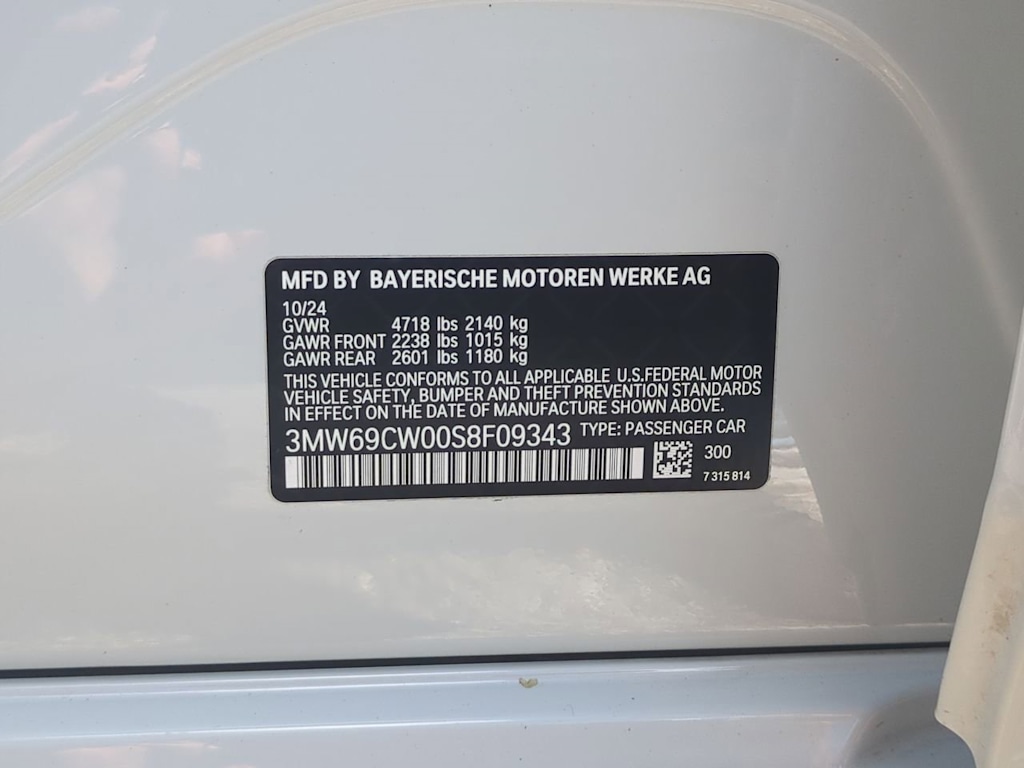 MFD BY BAYERISCHE MOTOREN WERKE AG
10/24
GVWR 4718 lbs 2140 kg
GAWR FRONT 2238 lbs 1015 kg
GAWR REAR 2601 lbs 1180 kg
THIS VEHICLE CONFORMS TO ALL APPLICABLE U.S.FEDERAL MOTOR
VEHICLE SAFETY, BUMPER AND THEFT PREVENTION STANDARDS
IN EFFECT ON THE DATE OF MANUFACTURE SHOWN ABOVE.
3MW69CW00S8F09343 TYPE: PASSENGER CAR
300
7 315 814